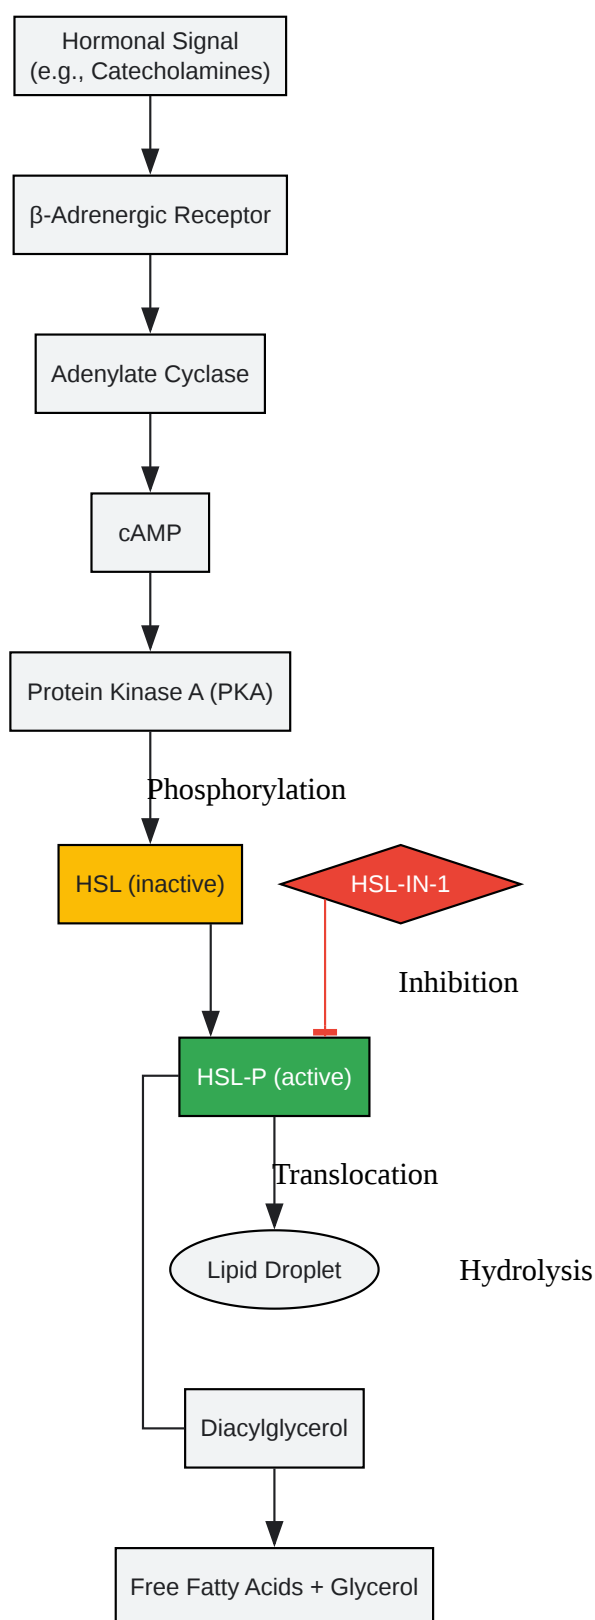 Hormonal Signal
(e.g., Catecholamines)
β-Adrenergic Receptor
Adenylate Cyclase
cAMP
Protein Kinase A (PKA)
Phosphorylation
HSL (inactive)
HSL-IN-1
Inhibition
HSL-P (active)
Translocation
Lipid Droplet
Hydrolysis
Diacylglycerol
Free Fatty Acids + Glycerol